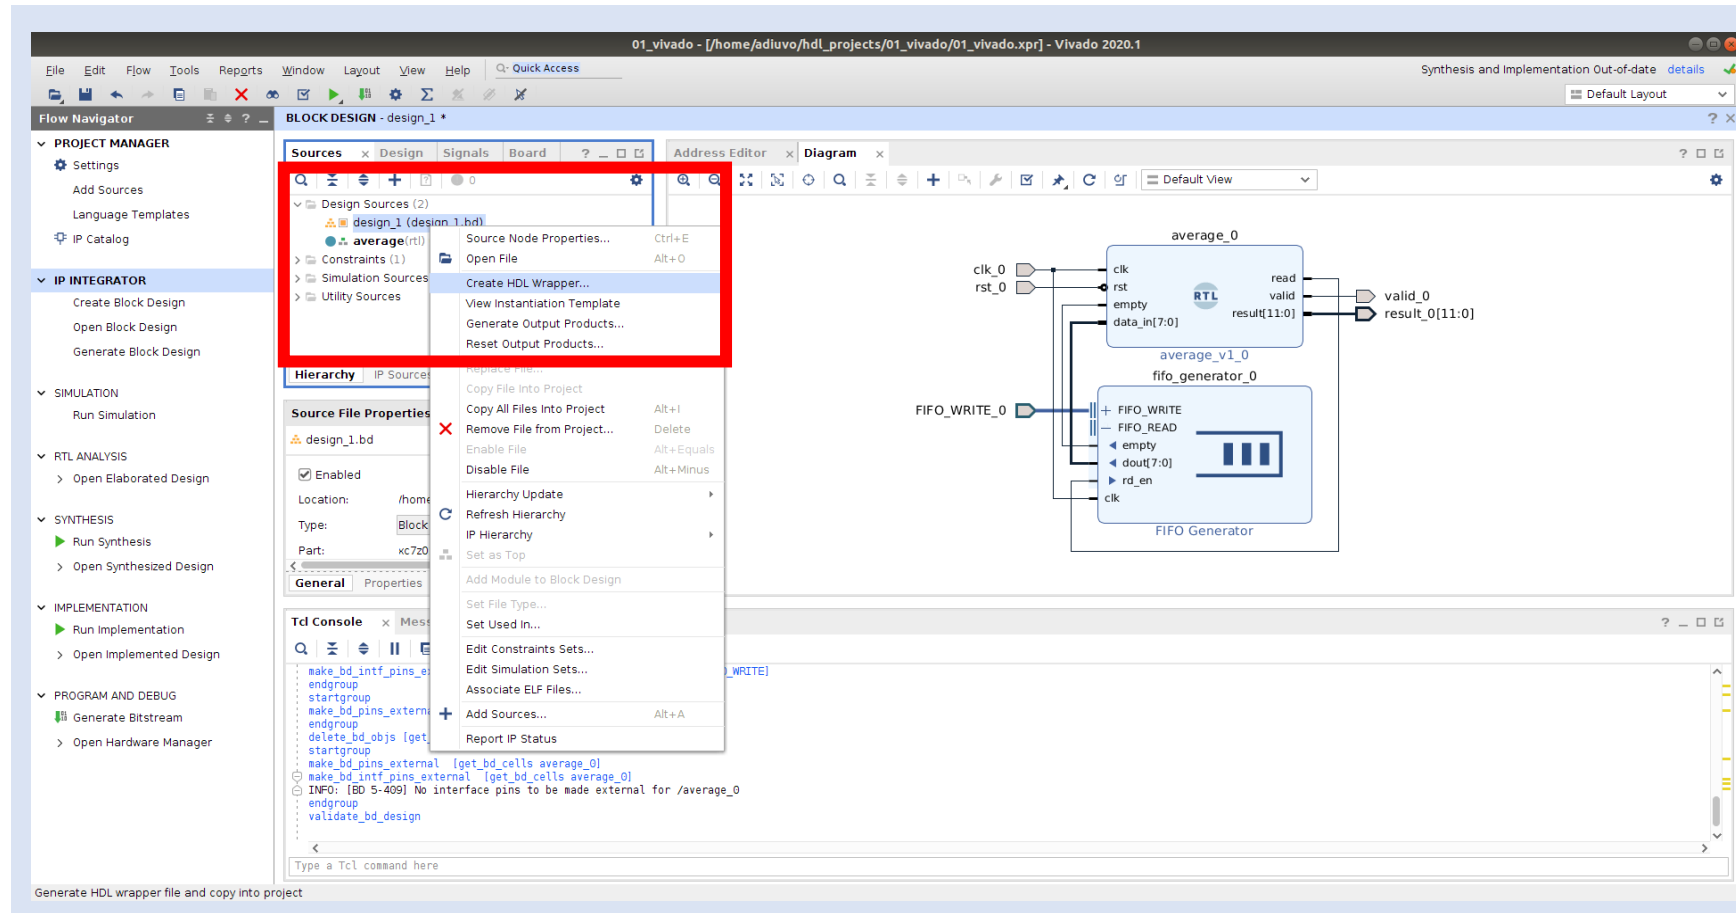 01_vivado - [/home/adiuvo/hdl_projects/01_vivado/01_vivado.xpr] - Vivado 2020.1
File Edit Flow Tools Reports Window Layout View Help Quick Access
Synthesis and Implementation Out-of-date details
Default Layout
Flow Navigator
PROJECT MANAGER
Settings
Add Sources
Language Templates
IP Catalog
IP INTEGRATOR
Create Block Design
Open Block Design
Generate Block Design
SIMULATION
Run Simulation
RTL ANALYSIS
Open Elaborated Design
SYNTHESIS
Run Synthesis
Open Synthesized Design
IMPLEMENTATION
Run Implementation
Open Implemented Design
PROGRAM AND DEBUG
Generate Bitstream
Open Hardware Manager
BLOCK DESIGN - design_1 *
Sources Design Signals Board
0
Design Sources (2)
design_1 (design_1.bd)
average(rtl)
Constraints (1)
Simulation Sources
Utility Sources
Hierarchy IP Sources
Source File Properties
design_1.bd
Enabled
Location: /home
Type: Block
Part:
General Properties
Source Node Properties... Ctrl+E
Open File Alt+O
Create HDL Wrapper...
View Instantiation Template
Generate Output Products...
Reset Output Products...
Replace File...
Copy File Into Project
Copy All Files Into Project Alt+I
Remove File from Project... Delete
Enable File Alt+Equals
Disable File Alt+Minus
Hierarchy Update
Refresh Hierarchy
IP Hierarchy
Set as Top
Add Module to Block Design
Set File Type...
Set Used In...
Edit Constraints Sets...
Edit Simulation Sets...
Associate ELF Files...
Add Sources... Alt+A
Report IP Status
Address Editor Diagram
Default View
average_0
clk_0
rst_0
clk
rst
empty
data_in[7:0]
RTL
read
valid
result[11:0]
valid_0
result_0[11:0]
average_v1_0
fifo_generator_0
FIFO_WRITE_0
FIFO_WRITE
FIFO_READ
empty
dout[7:0]
rd_en
clk
FIFO Generator
Tcl Console Mess
make_bd_intf_pins_e _WRITE]
endgroup
startgroup
make_bd_pins_externa
endgroup
delete_bd_objs [get_
startgroup
make_bd_pins_external [get_bd_cells average_0]
make_bd_intf_pins_external [get_bd_cells average_0]
INFO: [BD 5-409] No interface pins to be made external for /average_0
endgroup
validate_bd_design
Type a Tcl command here
Generate HDL wrapper file and copy into project